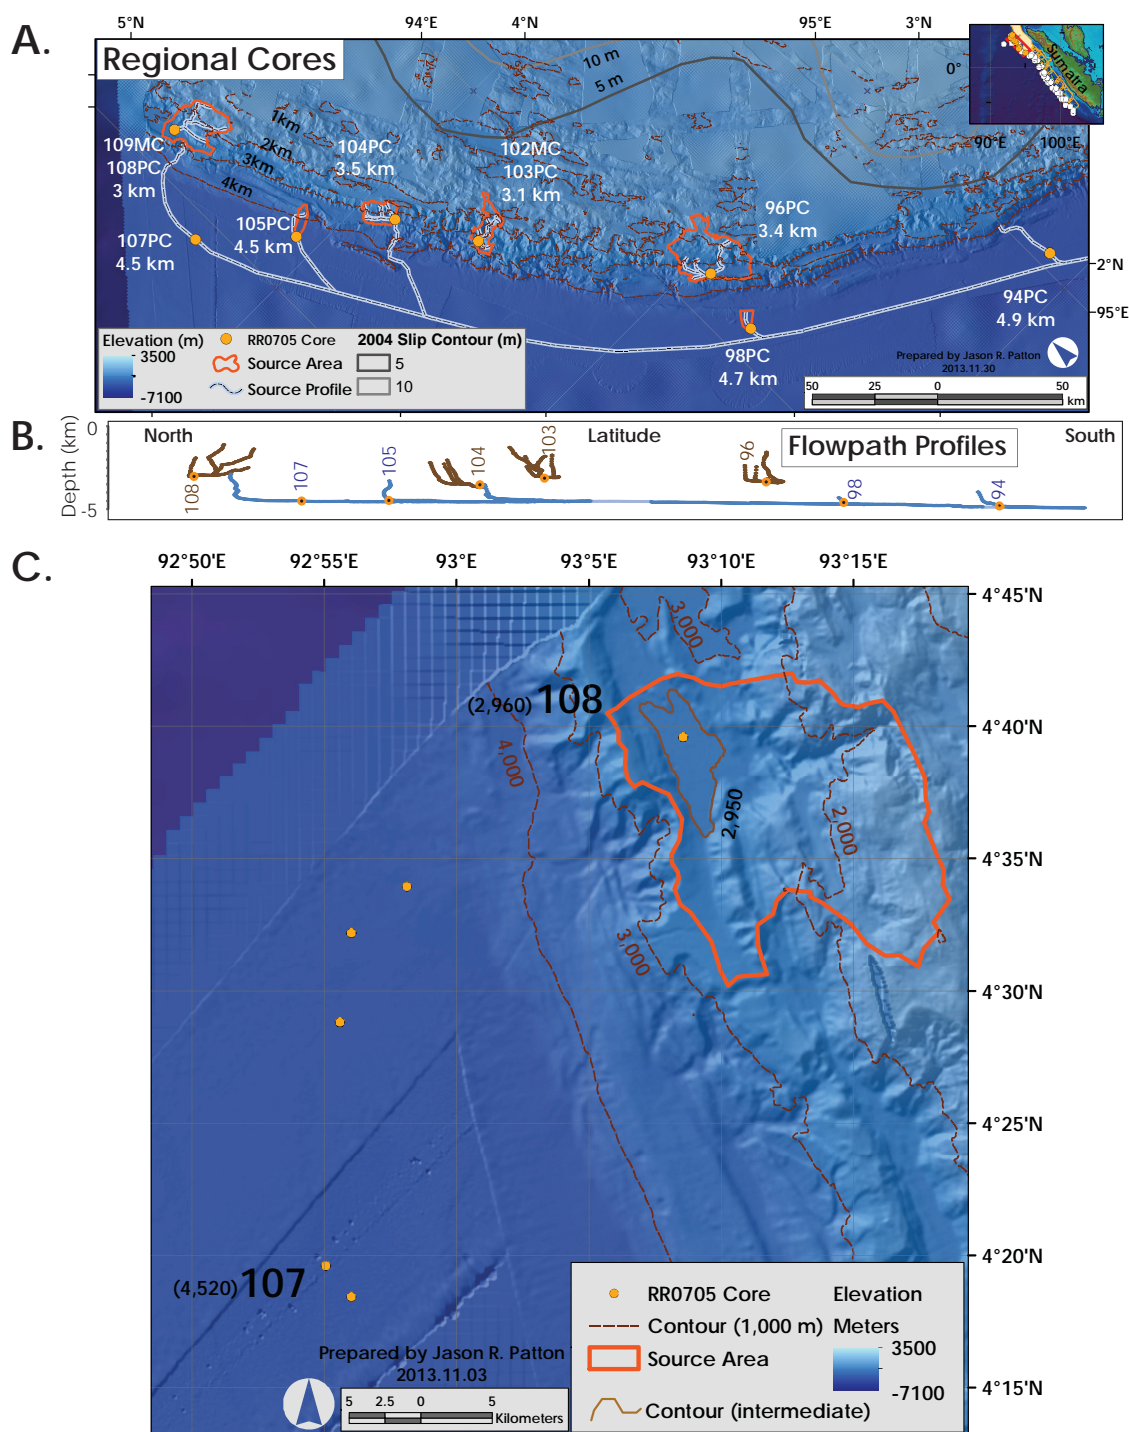 A.
5°N 94°E 4°N 95°E 3°N
Regional Cores
10 m
5 m
0°
Sumatra
90°E 100°E
1km
2km
3km
4km
109MC
108PC
3 km
104PC
3.5 km
102MC
103PC
3.1 km
96PC
3.4 km
105PC
4.5 km
107PC
4.5 km
2°N
94PC
4.9 km
95°E
98PC
4.7 km
Elevation (m)
3500
-7100
RR0705 Core
Source Area
Source Profile
2004 Slip Contour (m)
5
10
Prepared by Jason R. Patton
2013.11.30
50 25 0 50
km
B.
Depth (km)
0
-5
North Latitude South
Flowpath Profiles
108
107
105
104
103
96
98
94
C.
92°50'E 92°55'E 93°E 93°5'E 93°10'E 93°15'E
4°45'N
4°40'N
4°35'N
4°30'N
4°25'N
4°20'N
4°15'N
3,000
(2,960) 108
4,000
2,950
2,000
3,000
(4,520) 107
Prepared by Jason R. Patton
2013.11.03
5 2.5 0 5
Kilometers
RR0705 Core
Contour (1,000 m)
Source Area
Contour (intermediate)
Elevation
Meters
3500
-7100